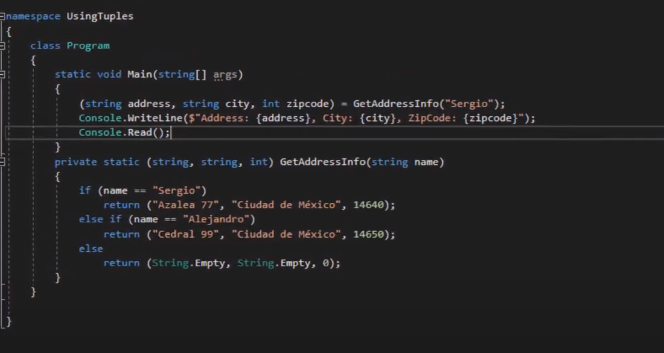 namespace UsingTuples
{
class Program
{
static void Main(string[] args)
{
(string address, string city, int zipcode) = GetAddressInfo("Sergio");
Console.WriteLine($"Address: {address}, City: {city}, ZipCode: {zipcode}");
Console.Read();
}
private static (string, string, int) GetAddressInfo(string name)
{
if (name == "Sergio")
return ("Azalea 77", "Ciudad de México", 14640);
else if (name == "Alejandro")
return ("Cedral 99", "Ciudad de México", 14650);
else
return (String.Empty, String.Empty, 0);
}
}
}